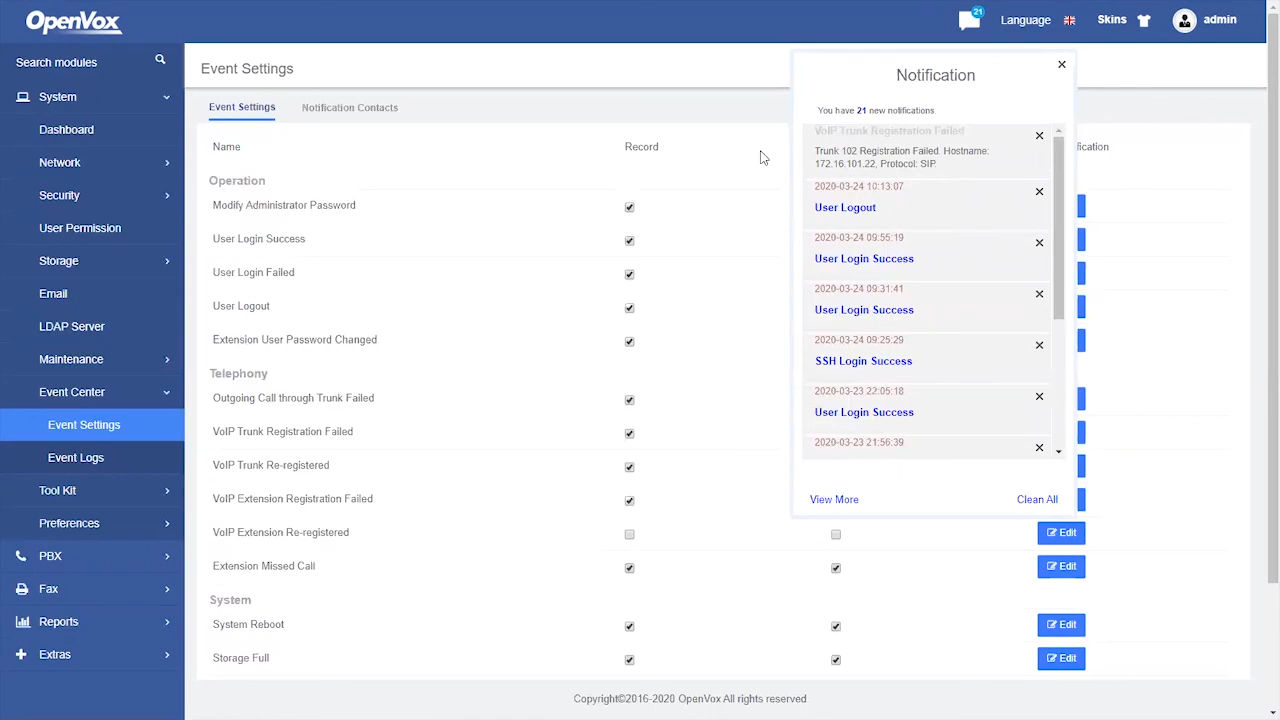 OpenVox
21
Language
Skins
admin
Search modules
System
Dashboard
Network
Security
User Permission
Storage
Email
LDAP Server
Maintenance
Event Center
Event Settings
Event Logs
Tool Kit
Preferences
PBX
Fax
Reports
Extras
Event Settings
Event Settings
Notification Contacts
Name
Record
fication
Operation
Modify Administrator Password
User Login Success
User Login Failed
User Logout
Extension User Password Changed
Telephony
Outgoing Call through Trunk Failed
VoIP Trunk Registration Failed
VoIP Trunk Re-registered
VoIP Extension Registration Failed
VoIP Extension Re-registered
Edit
Extension Missed Call
Edit
System
System Reboot
Edit
Storage Full
Edit
Notification
You have 21 new notifications.
VoIP Trunk Registration Failed
Trunk 102 Registration Failed. Hostname:
172.16.101.22, Protocol: SIP.
2020-03-24 10:13:07
User Logout
2020-03-24 09:55:19
User Login Success
2020-03-24 09:31:41
User Login Success
2020-03-24 09:25:29
SSH Login Success
2020-03-23 22:05:18
User Login Success
2020-03-23 21:56:39
View More
Clean All
Copyright©2016-2020 OpenVox All rights reserved